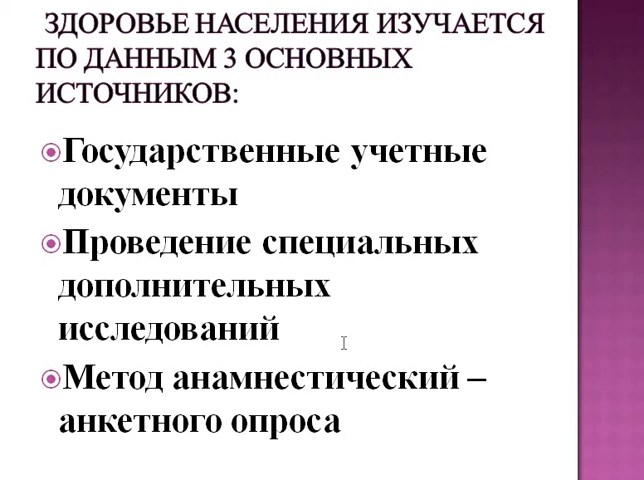 ЗДОРОВЬЕ НАСЕЛЕНИЯ ИЗУЧАЕТСЯ
ПО ДАННЫМ 3 ОСНОВНЫХ
ИСТОЧНИКОВ:
Государственные учетные
документы
Проведение специальных
дополнительных
исследований
Метод анамнестический –
анкетного опроса